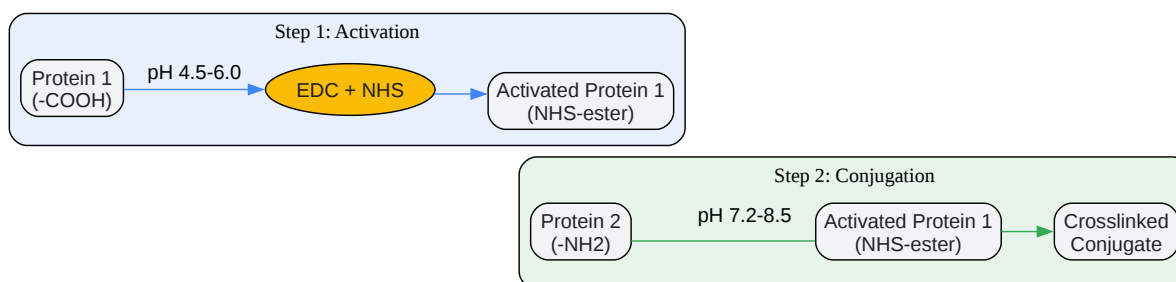 Step 1: Activation
Protein 1
(-COOH)
pH 4.5-6.0
EDC + NHS
Activated Protein 1
(NHS-ester)
Step 2: Conjugation
Protein 2
(-NH2)
pH 7.2-8.5
Activated Protein 1
(NHS-ester)
Crosslinked
Conjugate